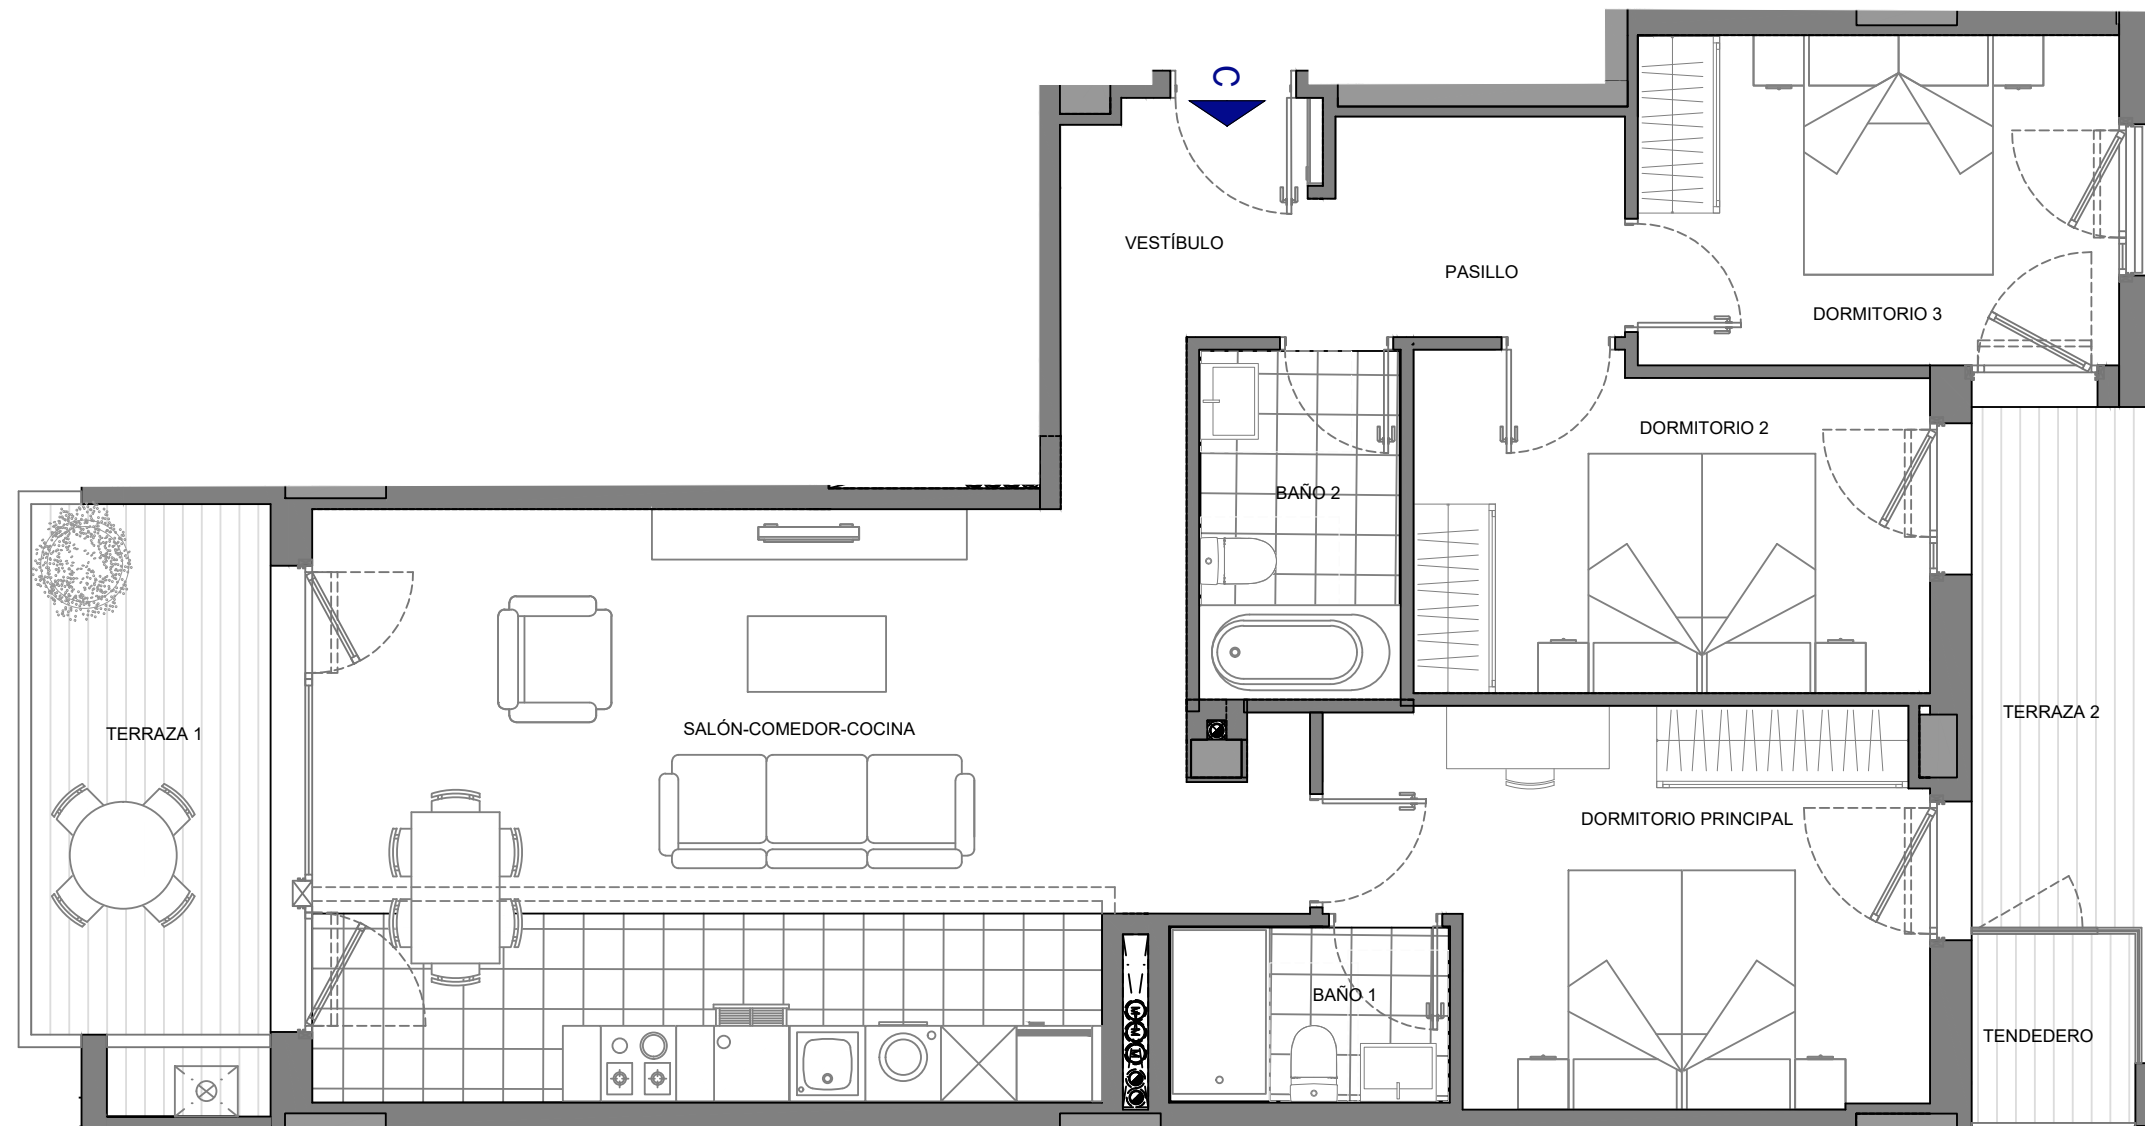 C
VESTÍBULO
PASILLO
DORMITORIO 3
DORMITORIO 2
BAÑO 2
TERRAZA 1
SALÓN-COMEDOR-COCINA
TERRAZA 2
DORMITORIO PRINCIPAL
BAÑO 1
TENDEDERO